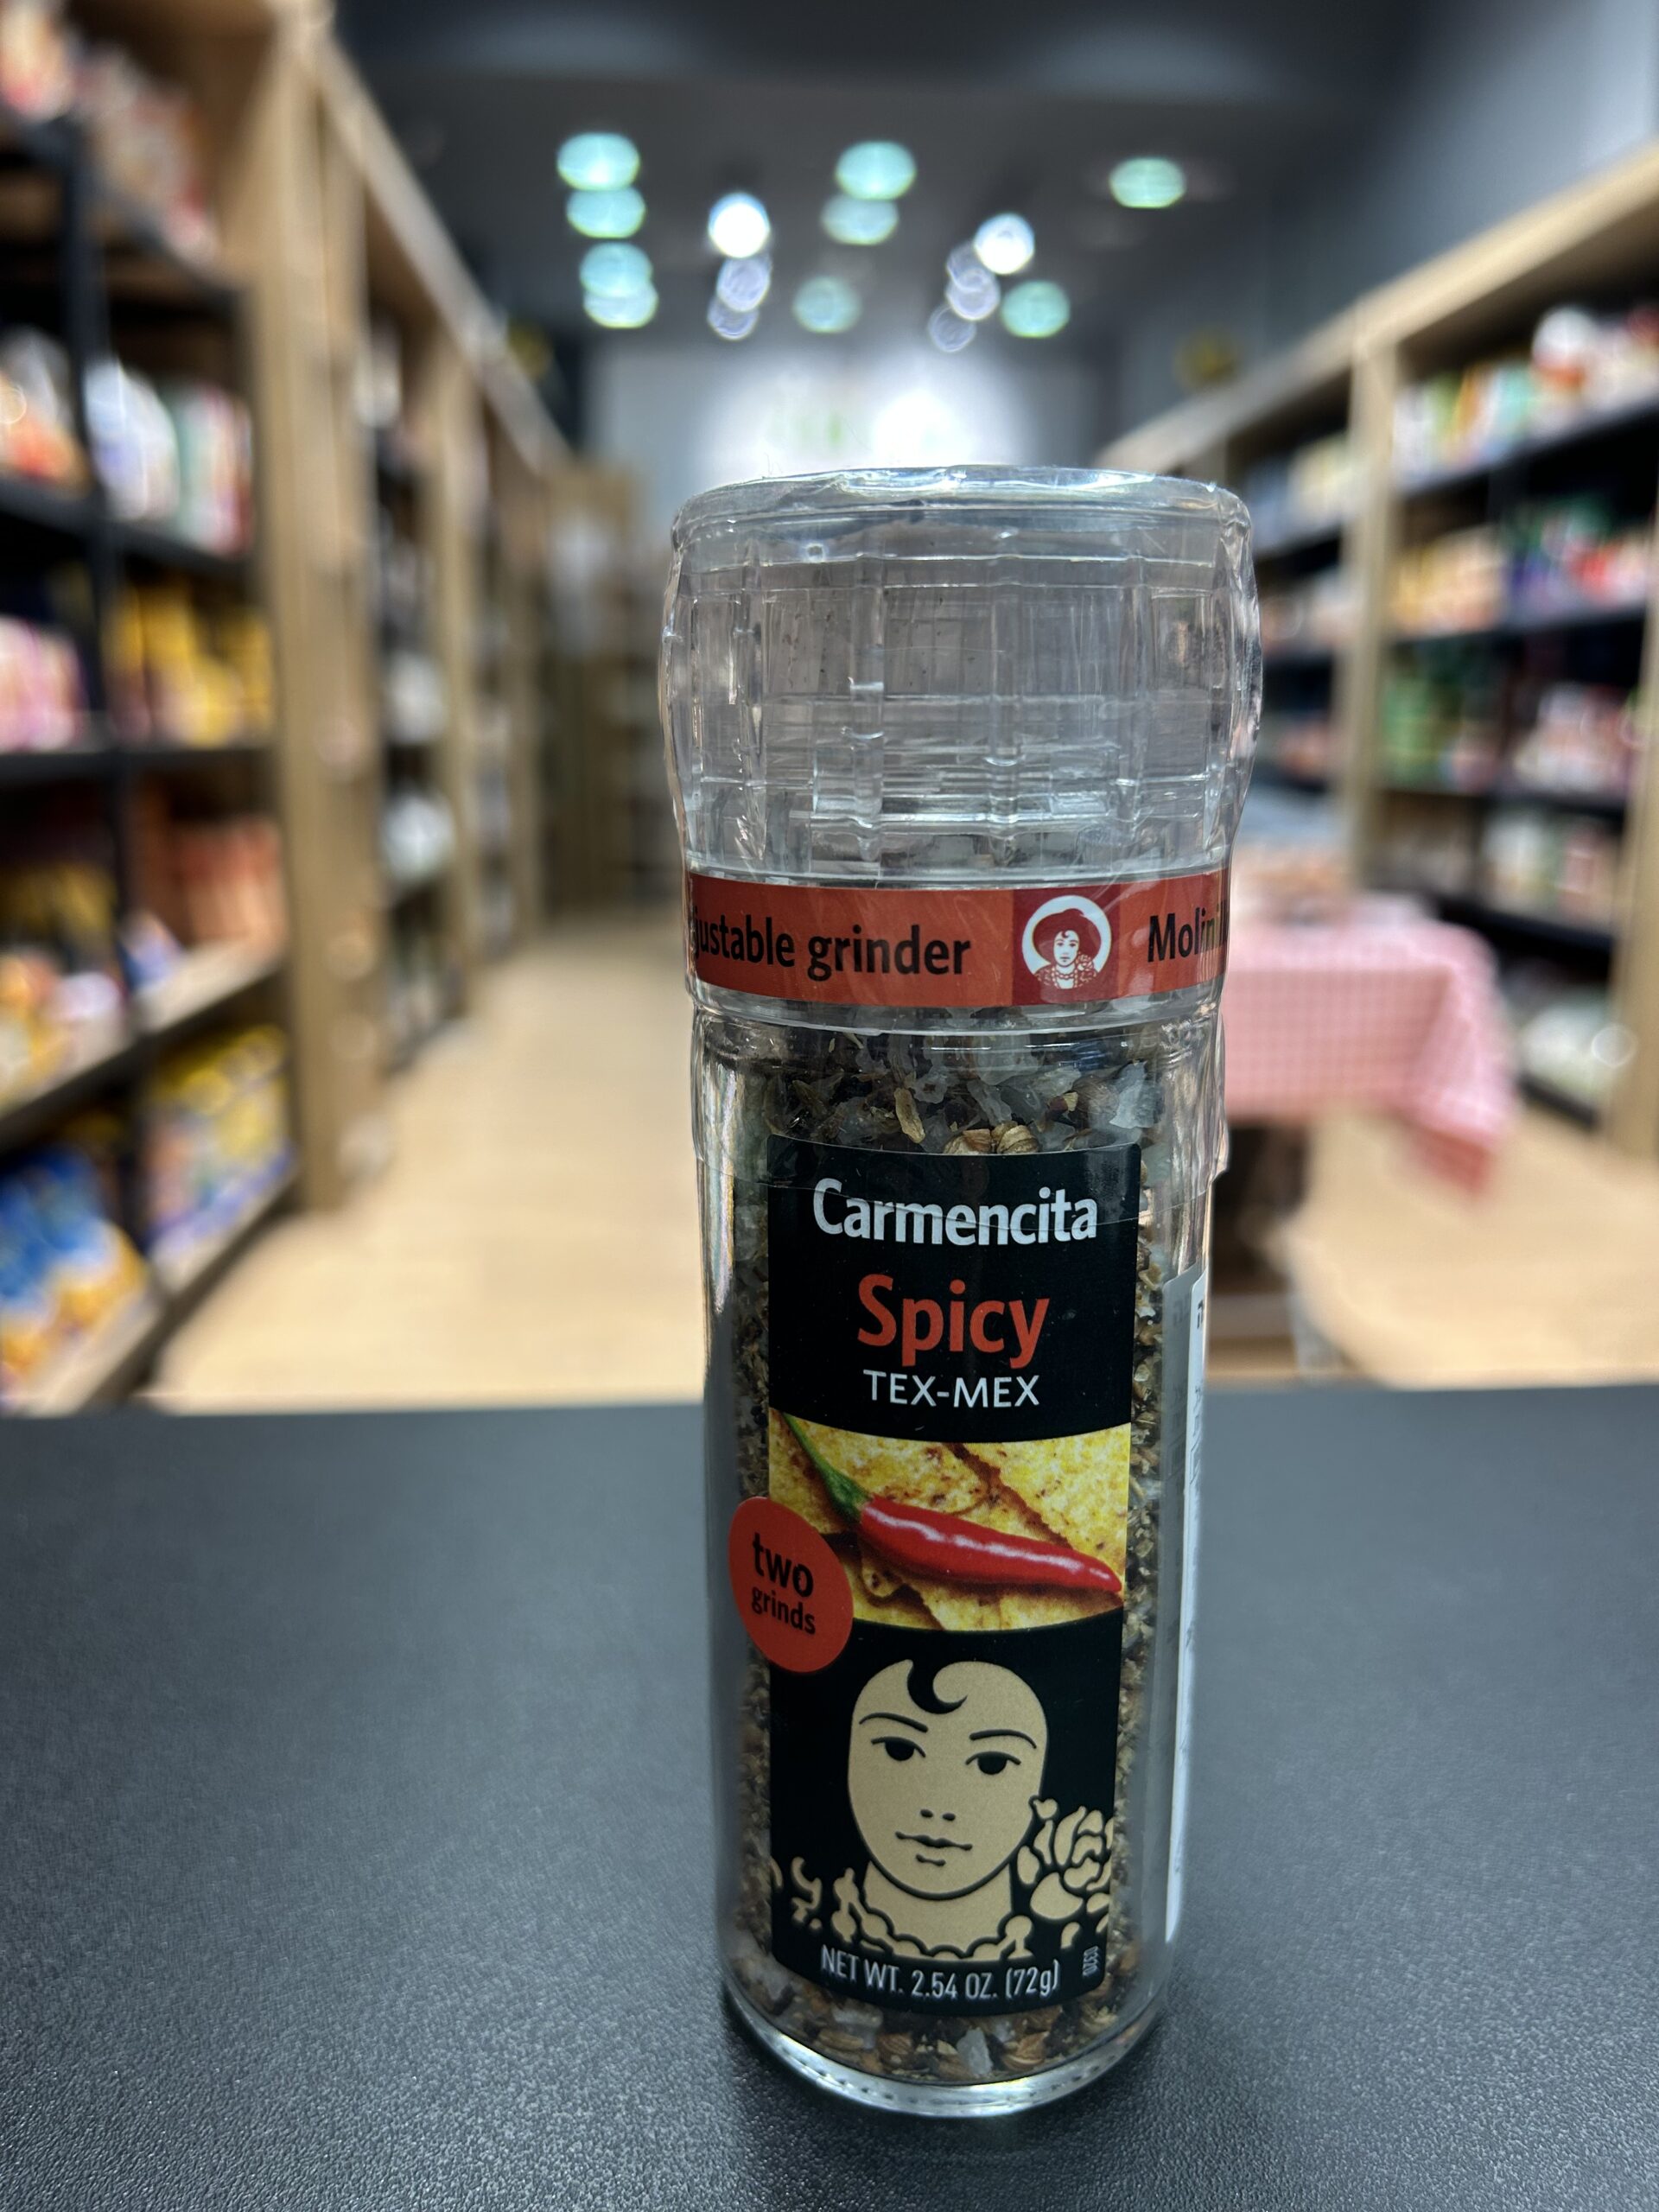 justable grinder
Molin
Carmencita
Spicy
TEX-MEX
two
grinds
NET WT. 2.54 OZ. (72g)